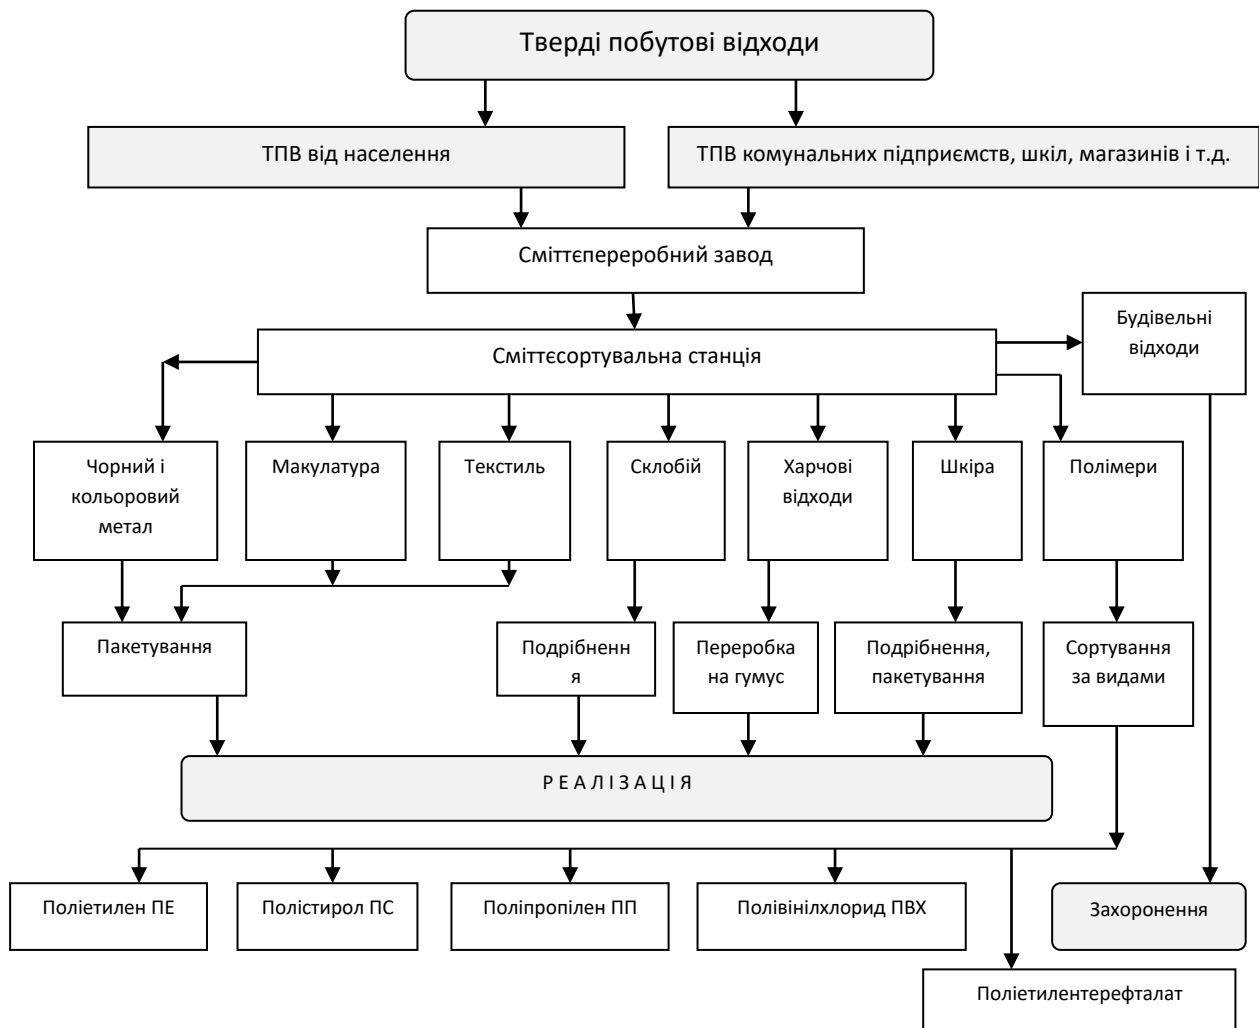 Тверді побутові відходи
ТПВ від населення
ТПВ комунальних підприємств, шкіл, магазинів і т.д.
Сміттєпереробний завод
Сміттєсортувальна станція
Будівельні
відходи
Чорний і
кольоровий
метал
Макулатура
Текстиль
Склобій
Харчові
відходи
Шкіра
Полімери
Пакетування
Подрібненн
я
Переробка
на гумус
Подрібнення,
пакетування
Сортування
за видами
Р Е А Л І З А Ц І Я
Поліетилен ПЕ
Полістирол ПС
Поліпропілен ПП
Полівінілхлорид ПВХ
Захоронення
Поліетилентерефталат